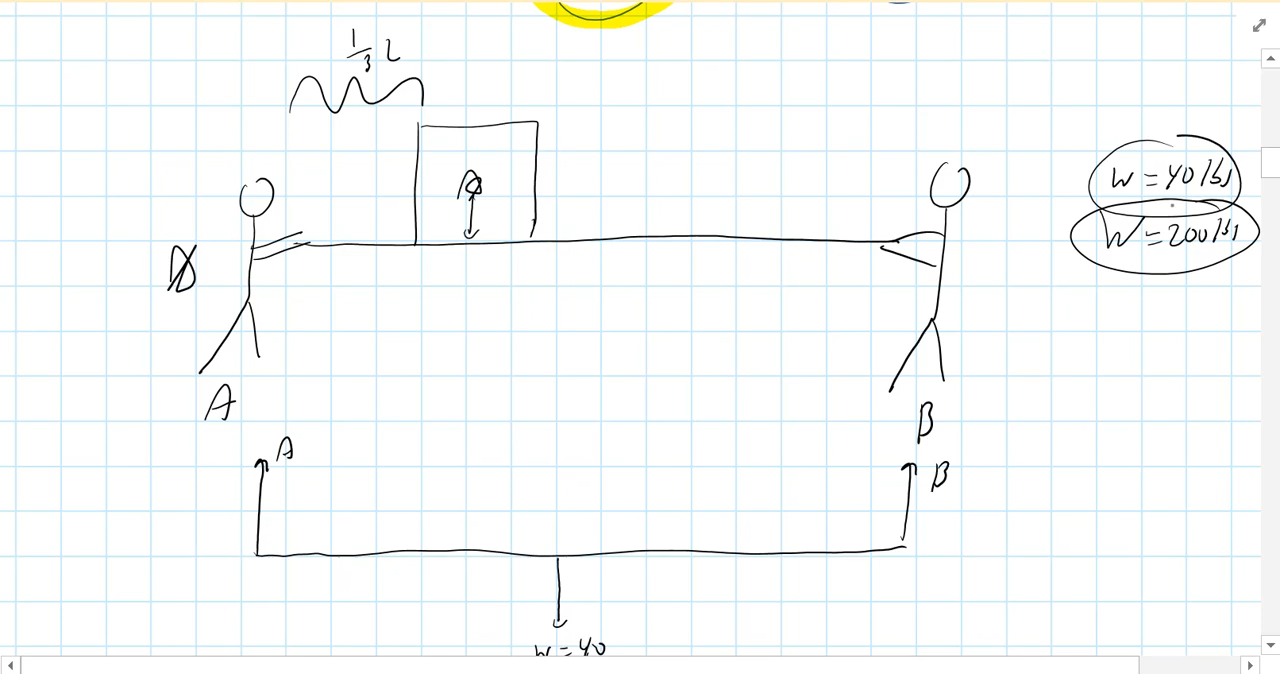 1/3 L
W = 40 lbs
W = 200 lbs
A
B
A
B
W = 40